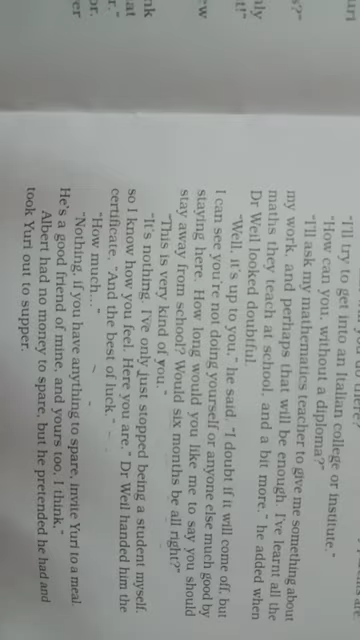 "I'll try to get into an Italian college or institute."
"How can you, without a diploma?"
"I'll ask my mathematics teacher to give me something about
my work, and perhaps that will be enough. I've learnt all the
maths they teach at school, and a bit more," he added when
Dr Weil looked doubtful.
"Well, it's up to you," he said. "I doubt if it will come off, but
I can see you're not doing yourself or anyone else much good by
staying here. How long would you like me to say you should
stay away from school? Would six months be all right?"
"This is very kind of you."
"It's nothing. I've only just stopped being a student myself,
so I know how you feel. Here you are." Dr Weil handed him the
certificate. "And the best of luck."
"How much..."
"Nothing, if you have anything to spare, invite Yuri to a meal.
He's a good friend of mine, and yours too, I think."
Albert had no money to spare, but he pretended he had and
took Yuri out to supper.